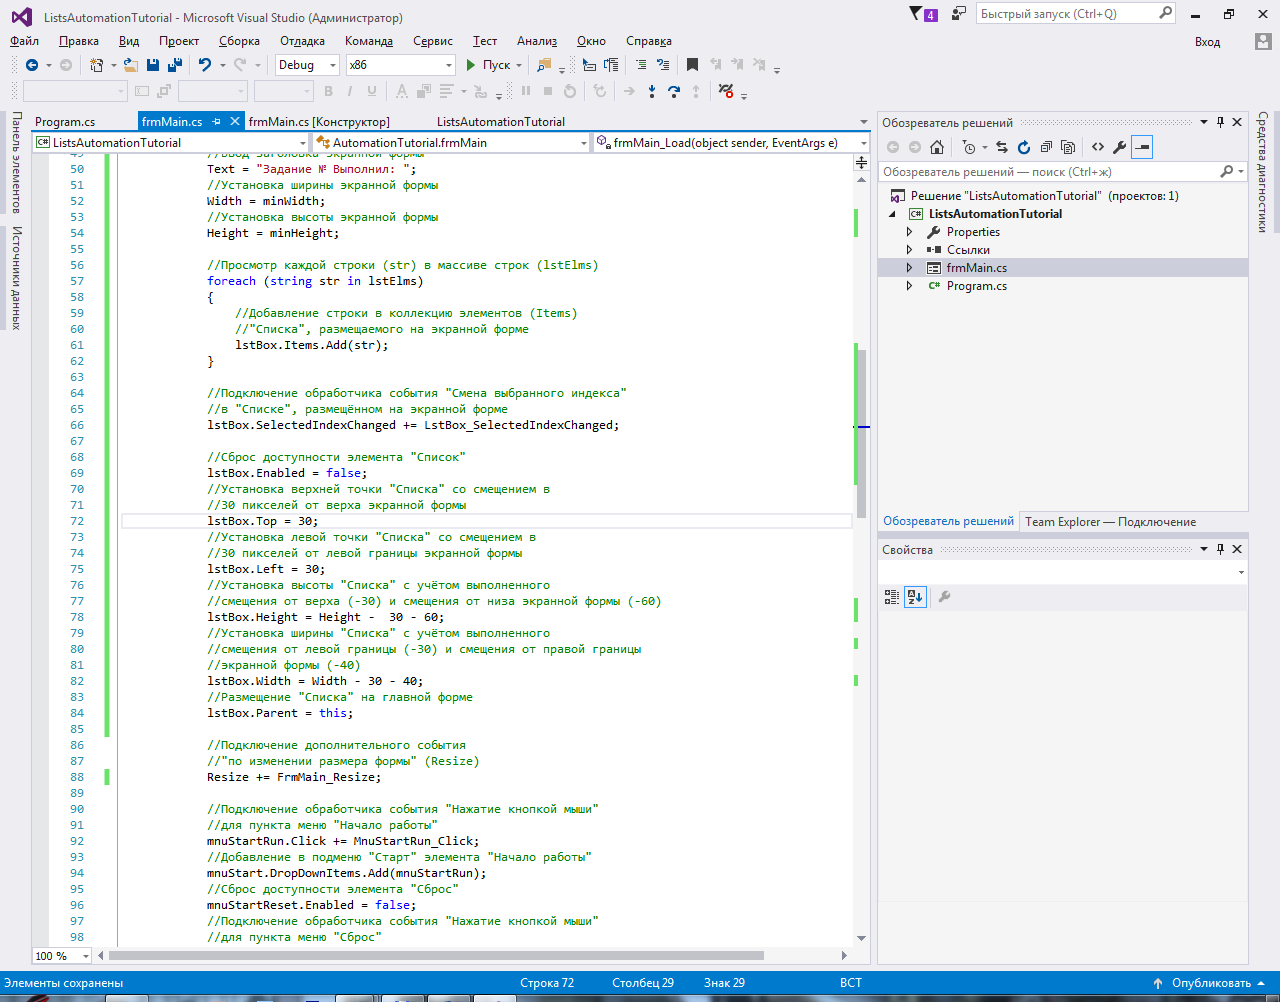 ListsAutomationTutorial - Microsoft Visual Studio (Администратор)
4
Быстрый запуск (Ctrl+Q)
Файл Правка Вид Проект Сборка Отладка Команда Сервис Тест Анализ Окно Справка
Вход
Debug x86 Пуск
Панель элементов
Источники данных
Program.cs frmMain.cs frmMain.cs [Конструктор] ListsAutomationTutorial
ListsAutomationTutorial AutomationTutorial.frmMain frmMain_Load(object sender, EventArgs e)
49 //Ввод заголовка экранной формы
50 Text = "Задание № Выполнил: ";
51 //Установка ширины экранной формы
52 Width = minWidth;
53 //Установка высоты экранной формы
54 Height = minHeight;
55
56 //Просмотр каждой строки (str) в массиве строк (lstElms)
57 foreach (string str in lstElms)
58 {
59 //Добавление строки в коллекцию элементов (Items)
60 //"Списка", размещаемого на экранной форме
61 lstBox.Items.Add(str);
62 }
63
64 //Подключение обработчика события "Смена выбранного индекса"
65 //в "Списке", размещённом на экранной форме
66 lstBox.SelectedIndexChanged += LstBox_SelectedIndexChanged;
67
68 //Сброс доступности элемента "Список"
69 lstBox.Enabled = false;
70 //Установка верхней точки "Списка" со смещением в
71 //30 пикселей от верха экранной формы
72 lstBox.Top = 30;
73 //Установка левой точки "Списка" со смещением в
74 //30 пикселей от левой границы экранной формы
75 lstBox.Left = 30;
76 //Установка высоты "Списка" с учётом выполненного
77 //смещения от верха (-30) и смещения от низа экранной формы (-60)
78 lstBox.Height = Height -  30 - 60;
79 //Установка ширины "Списка" с учётом выполненного
80 //смещения от левой границы (-30) и смещения от правой границы
81 //экранной формы (-40)
82 lstBox.Width = Width - 30 - 40;
83 //Размещение "Списка" на главной форме
84 lstBox.Parent = this;
85
86 //Подключение дополнительного события
87 //"по изменении размера формы" (Resize)
88 Resize += FrmMain_Resize;
89
90 //Подключение обработчика события "Нажатие кнопкой мыши"
91 //для пункта меню "Начало работы"
92 mnuStartRun.Click += MnuStartRun_Click;
93 //Добавление в подменю "Старт" элемента "Начало работы"
94 mnuStart.DropDownItems.Add(mnuStartRun);
95 //Сброс доступности элемента "Сброс"
96 mnuStartReset.Enabled = false;
97 //Подключение обработчика события "Нажатие кнопкой мыши"
98 //для пункта меню "Сброс"
100 %
Обозреватель решений
Обозреватель решений — поиск (Ctrl+ж)
Решение "ListsAutomationTutorial" (проектов: 1)
C# ListsAutomationTutorial
Properties
Ссылки
frmMain.cs
C# Program.cs
Обозреватель решений Team Explorer — Подключение
Свойства
Средства диагностики
Элементы сохранены Строка 72 Столбец 29 Знак 29 ВСТ Опубликовать